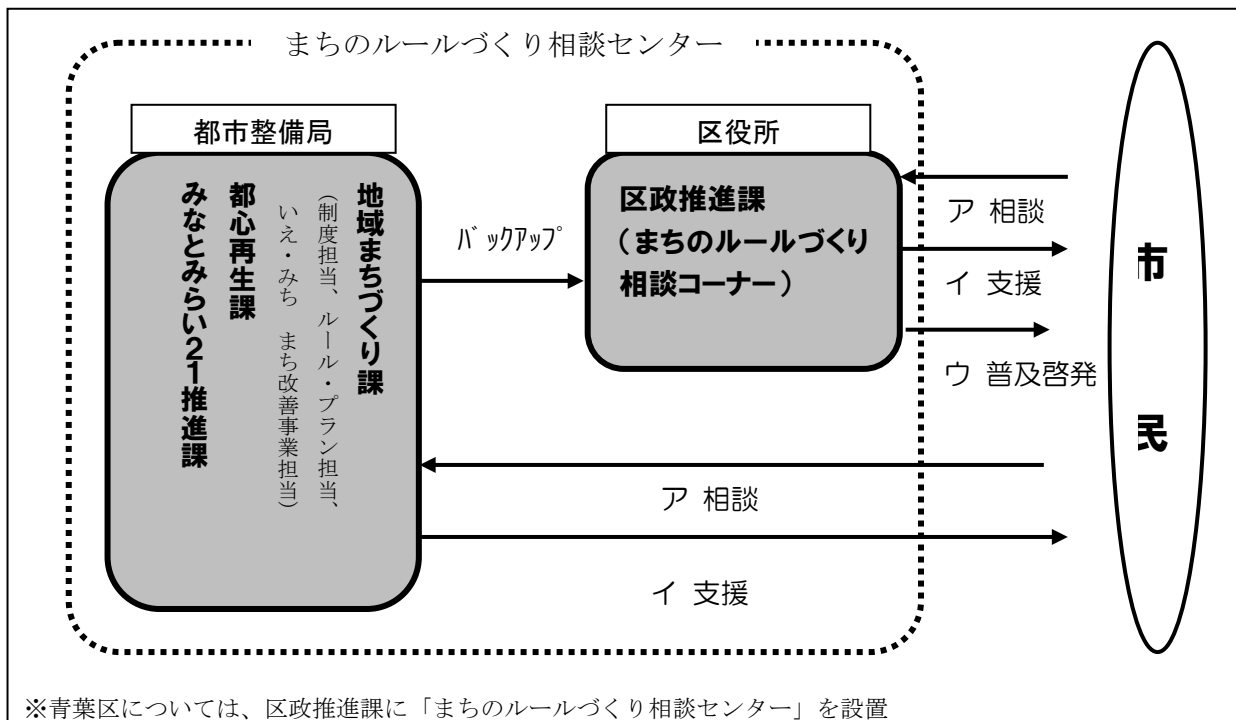 まちのルールづくり相談センター
都市整備局
地域まちづくり課
（制度担当、ルール・プラン担当、
いえ・みち　まち改善事業担当）
都心再生課
みなとみらい21推進課
バックアップ
区役所
区政推進課
（まちのルールづくり
相談コーナー）
ア 相談
イ 支援
ウ 普及啓発
ア 相談
イ 支援
市民
※青葉区については、区政推進課に「まちのルールづくり相談センター」を設置